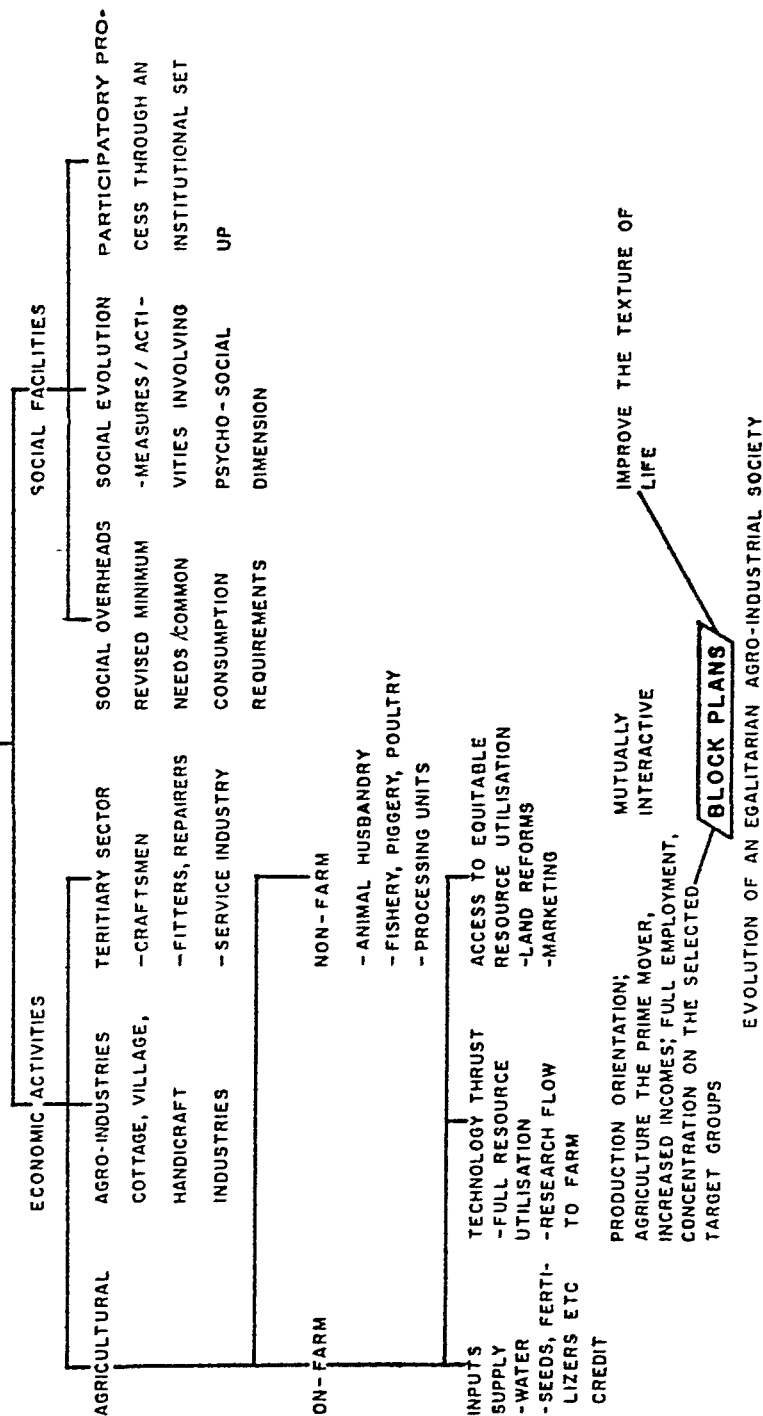 ECONOMIC ACTIVITIES
SOCIAL FACILITIES
AGRICULTURAL
AGRO-INDUSTRIES
COTTAGE, VILLAGE,
HANDICRAFT
INDUSTRIES
TERITIARY SECTOR
-CRAFTSMEN
-FITTERS, REPAIRERS
-SERVICE INDUSTRY
SOCIAL OVERHEADS
REVISED MINIMUM
NEEDS/COMMON
CONSUMPTION
REQUIREMENTS
SOCIAL EVOLUTION
-MEASURES/ACTI-
VITIES INVOLVING
PSYCHO-SOCIAL
DIMENSION
PARTICIPATORY PRO-
CESS THROUGH AN
INSTITUTIONAL SET
UP
ON-FARM
NON-FARM
-ANIMAL HUSBANDRY
-FISHERY, PIGGERY, POULTRY
-PROCESSING UNITS
INPUTS
SUPPLY
-WATER
-SEEDS, FERTI-
LIZERS ETC
CREDIT
TECHNOLOGY THRUST
-FULL RESOURCE
UTILISATION
-RESEARCH FLOW
TO FARM
ACCESS TO EQUITABLE
RESOURCE UTILISATION
-LAND REFORMS
-MARKETING
PRODUCTION ORIENTATION;
AGRICULTURE THE PRIME MOVER,
INCREASED INCOMES; FULL EMPLOYMENT,
CONCENTRATION ON THE SELECTED
TARGET GROUPS
MUTUALLY
INTERACTIVE
IMPROVE THE TEXTURE OF
LIFE
BLOCK PLANS
EVOLUTION OF AN EGALITARIAN AGRO-INDUSTRIAL SOCIETY